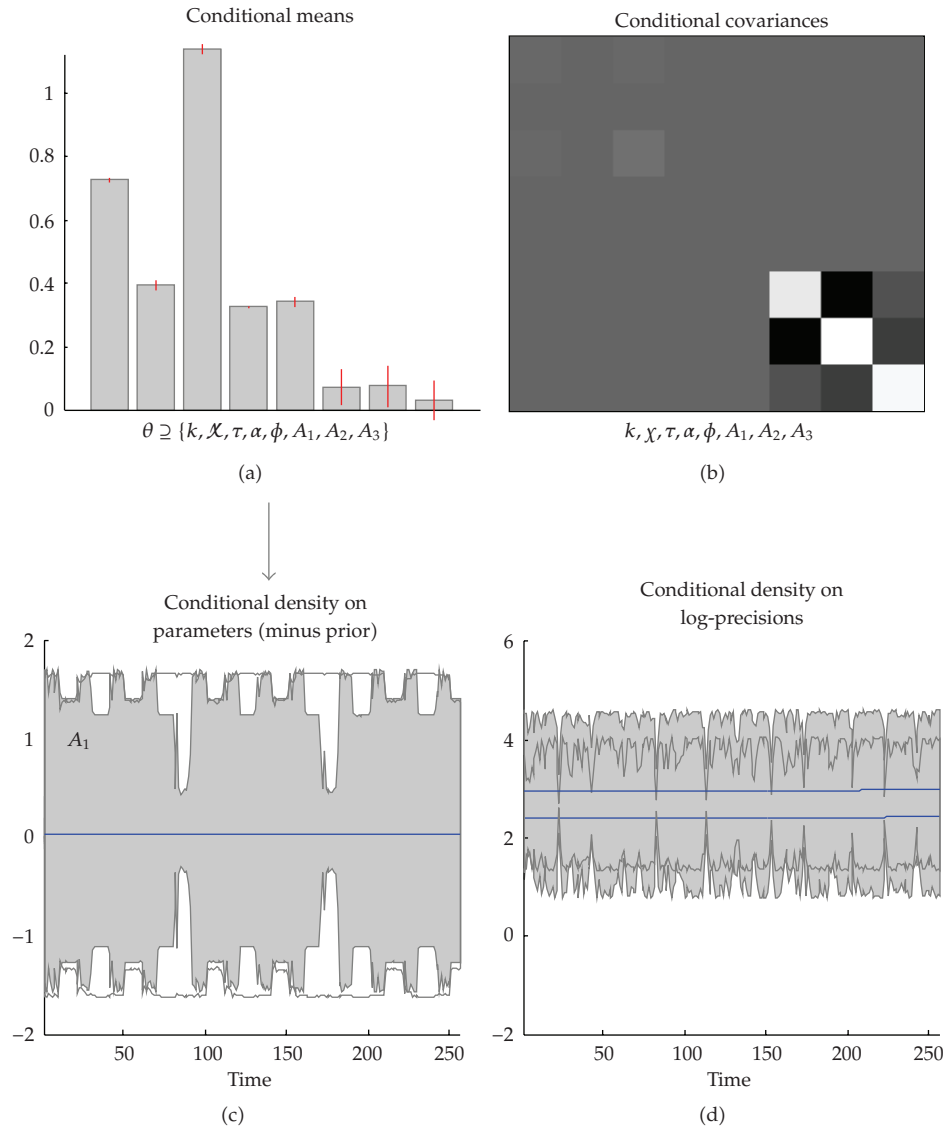 Conditional means
1
0.8
0.6
0.4
0.2
0
θ ⊇ {k, 𝒳, τ, α, ϕ, A₁, A₂, A₃}
(a)
Conditional covariances
k, χ, τ, α, ϕ, A₁, A₂, A₃
(b)
Conditional density on
parameters (minus prior)
2
1
0
−1
−2
A₁
50 100 150 200 250
Time
(c)
Conditional density on
log-precisions
6
4
2
0
−2
50 100 150 200 250
Time
(d)